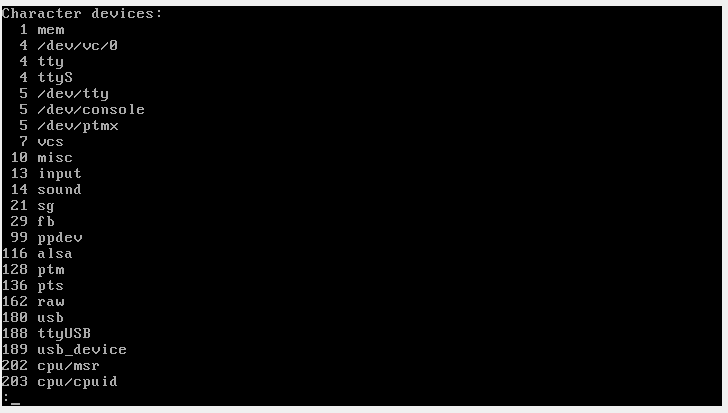 Character devices:
  1 mem
  4 /dev/vc/0
  4 tty
  4 ttyS
  5 /dev/tty
  5 /dev/console
  5 /dev/ptmx
  7 vcs
 10 misc
 13 input
 14 sound
 21 sg
 29 fb
 99 ppdev
116 alsa
128 ptm
136 pts
162 raw
180 usb
188 ttyUSB
189 usb_device
202 cpu/msr
203 cpu/cpuid
:_